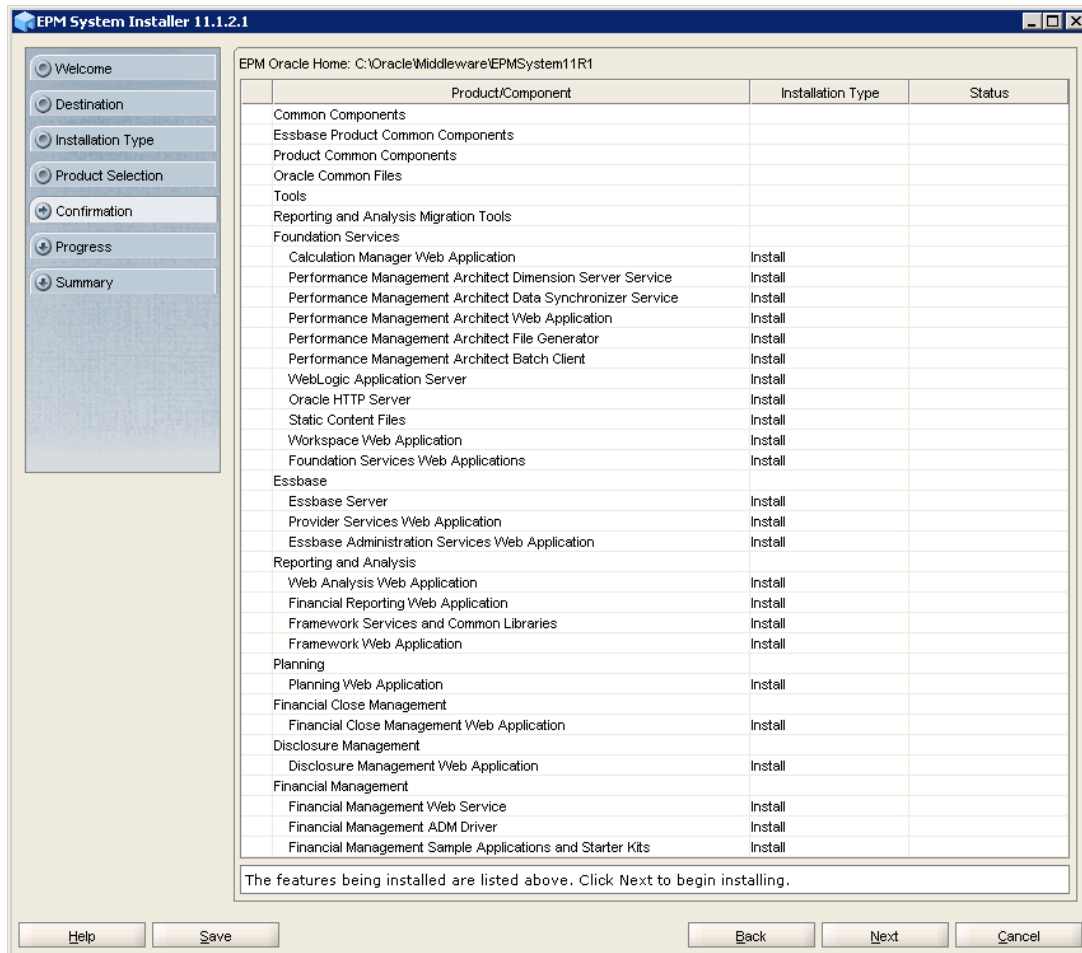 EPM System Installer 11.1.2.1
Welcome
Destination
Installation Type
Product Selection
Confirmation
Progress
Summary
EPM Oracle Home: C:\Oracle\Middleware\EPMSystem11R1
Product/Component Installation Type Status
Common Components
Essbase Product Common Components
Product Common Components
Oracle Common Files
Tools
Reporting and Analysis Migration Tools
Foundation Services
Calculation Manager Web Application Install
Performance Management Architect Dimension Server Service Install
Performance Management Architect Data Synchronizer Service Install
Performance Management Architect Web Application Install
Performance Management Architect File Generator Install
Performance Management Architect Batch Client Install
WebLogic Application Server Install
Oracle HTTP Server Install
Static Content Files Install
Workspace Web Application Install
Foundation Services Web Applications Install
Essbase
Essbase Server Install
Provider Services Web Application Install
Essbase Administration Services Web Application Install
Reporting and Analysis
Web Analysis Web Application Install
Financial Reporting Web Application Install
Framework Services and Common Libraries Install
Framework Web Application Install
Planning
Planning Web Application Install
Financial Close Management
Financial Close Management Web Application Install
Disclosure Management
Disclosure Management Web Application Install
Financial Management
Financial Management Web Service Install
Financial Management ADM Driver Install
Financial Management Sample Applications and Starter Kits Install
The features being installed are listed above. Click Next to begin installing.
Help Save Back Next Cancel